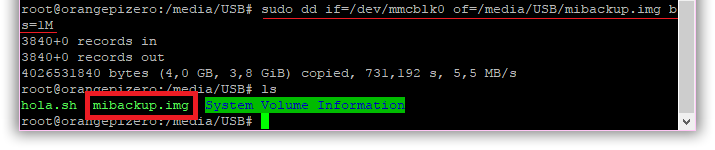 root@orangepizero:/media/USB# sudo dd if=/dev/mmcblk0 of=/media/USB/mibackup.img b
s=1M
3840+0 records in
3840+0 records out
4026531840 bytes (4,0 GB, 3,8 GiB) copied, 731,192 s, 5,5 MB/s
root@orangepizero:/media/USB# ls
hola.sh mibackup.img System Volume Information
root@orangepizero:/media/USB#